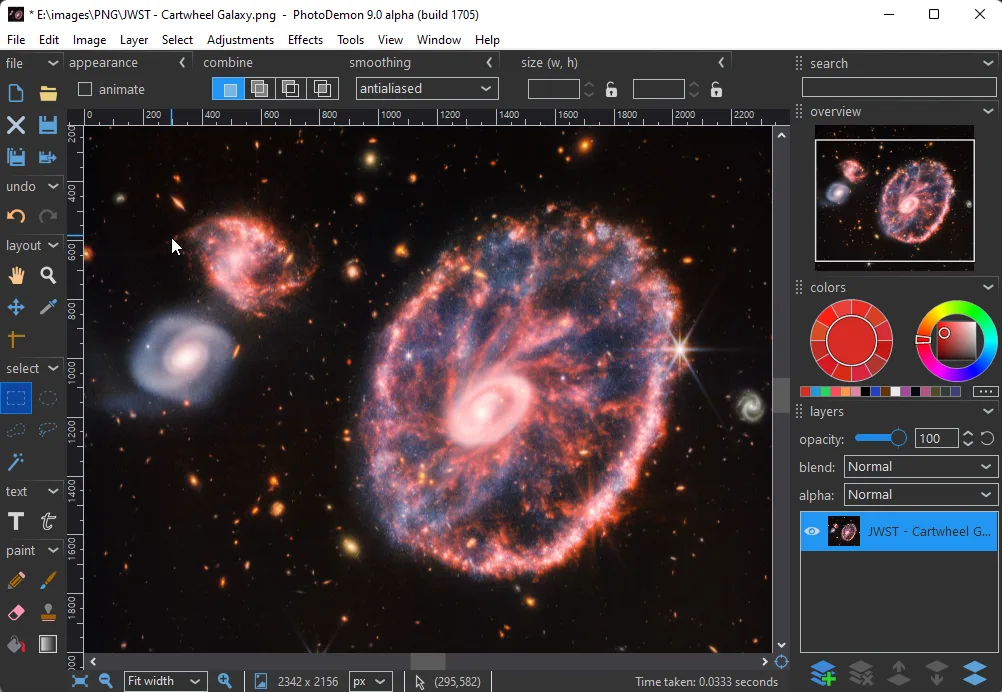 * E:\images\PNG\JWST - Cartwheel Galaxy.png - PhotoDemon 9.0 alpha (build 1705)
File Edit Image Layer Select Adjustments Effects Tools View Window Help
file
appearance
combine
smoothing
size (w, h)
animate
antialiased
0 200 400 600 800 1000 1200 1400 1600 1800 2000 2200
200
400
600
800
1000
1200
1400
1600
1800
undo
layout
select
text
T t
paint
search
overview
colors
layers
opacity: 100
blend: Normal
alpha: Normal
JWST - Cartwheel G...
Fit width
2342 x 2156
px
(295,582)
Time taken: 0.0333 seconds